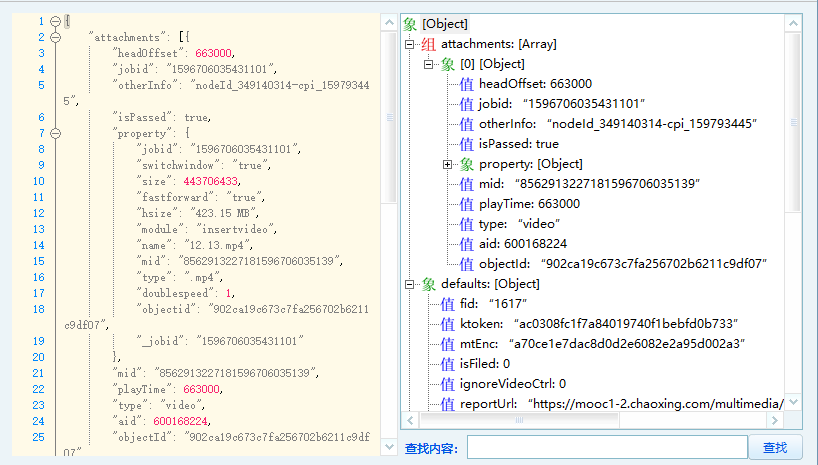 1 {
2 "attachments": [{
3 "headOffset": 663000,
4 "jobid": "1596706035431101",
5 "otherInfo": "nodeId_349140314-cpi_15979344
5",
6 "isPassed": true,
7 "property": {
8 "jobid": "1596706035431101",
9 "switchwindow": "true",
10 "size": 443706433,
11 "fastforward": "true",
12 "hsize": "423.15 MB",
13 "module": "insertvideo",
14 "name": "12.13.mp4",
15 "mid": "8562913227181596706035139",
16 "type": ".mp4",
17 "doublespeed": 1,
18 "objectid": "902ca19c673c7fa256702b6211
c9df07",
19 "_jobid": "1596706035431101"
20 },
21 "mid": "8562913227181596706035139",
22 "playTime": 663000,
23 "type": "video",
24 "aid": 600168224,
25 "objectId": "902ca19c673c7fa256702b6211c9df
07"
象 [Object]
组 attachments: [Array]
象 [0] [Object]
值 headOffset: 663000
值 jobid: “1596706035431101”
值 otherInfo: “nodeId_349140314-cpi_159793445”
值 isPassed: true
象 property: [Object]
值 mid: “8562913227181596706035139”
值 playTime: 663000
值 type: “video”
值 aid: 600168224
值 objectId: “902ca19c673c7fa256702b6211c9df07”
象 defaults: [Object]
值 fid: “1617”
值 ktoken: “ac0308fc1f7a84019740f1bebfd0b733”
值 mtEnc: “a70ce1e7dac8d0d2e6082e2a95d002a3”
值 isFiled: 0
值 ignoreVideoCtrl: 0
值 reportUrl: “https://mooc1-2.chaoxing.com/multimedia/
查找内容: 查找